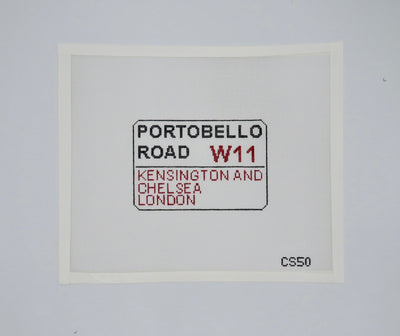 PORTOBELLO
ROAD W11
KENSINGTON AND
CHELSEA
LONDON
CS50